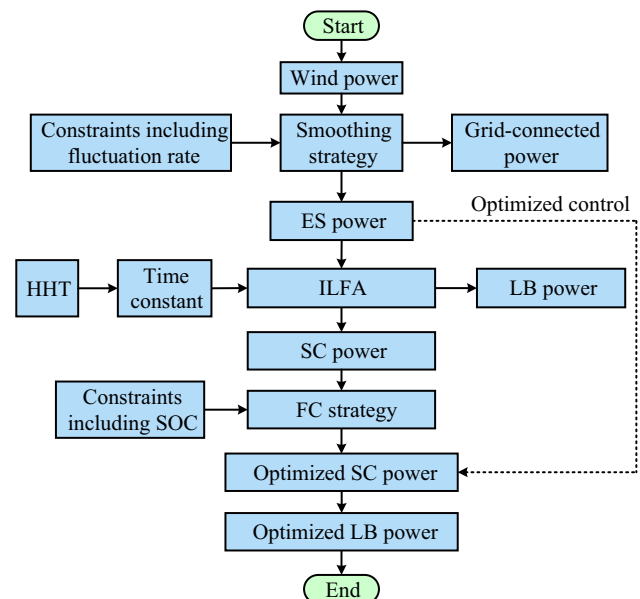 Start
Wind power
Constraints including
fluctuation rate
Smoothing
strategy
Grid-connected
power
ES power
Optimized control
HHT
Time
constant
ILFA
LB power
SC power
Constraints
including SOC
FC strategy
Optimized SC power
Optimized LB power
End